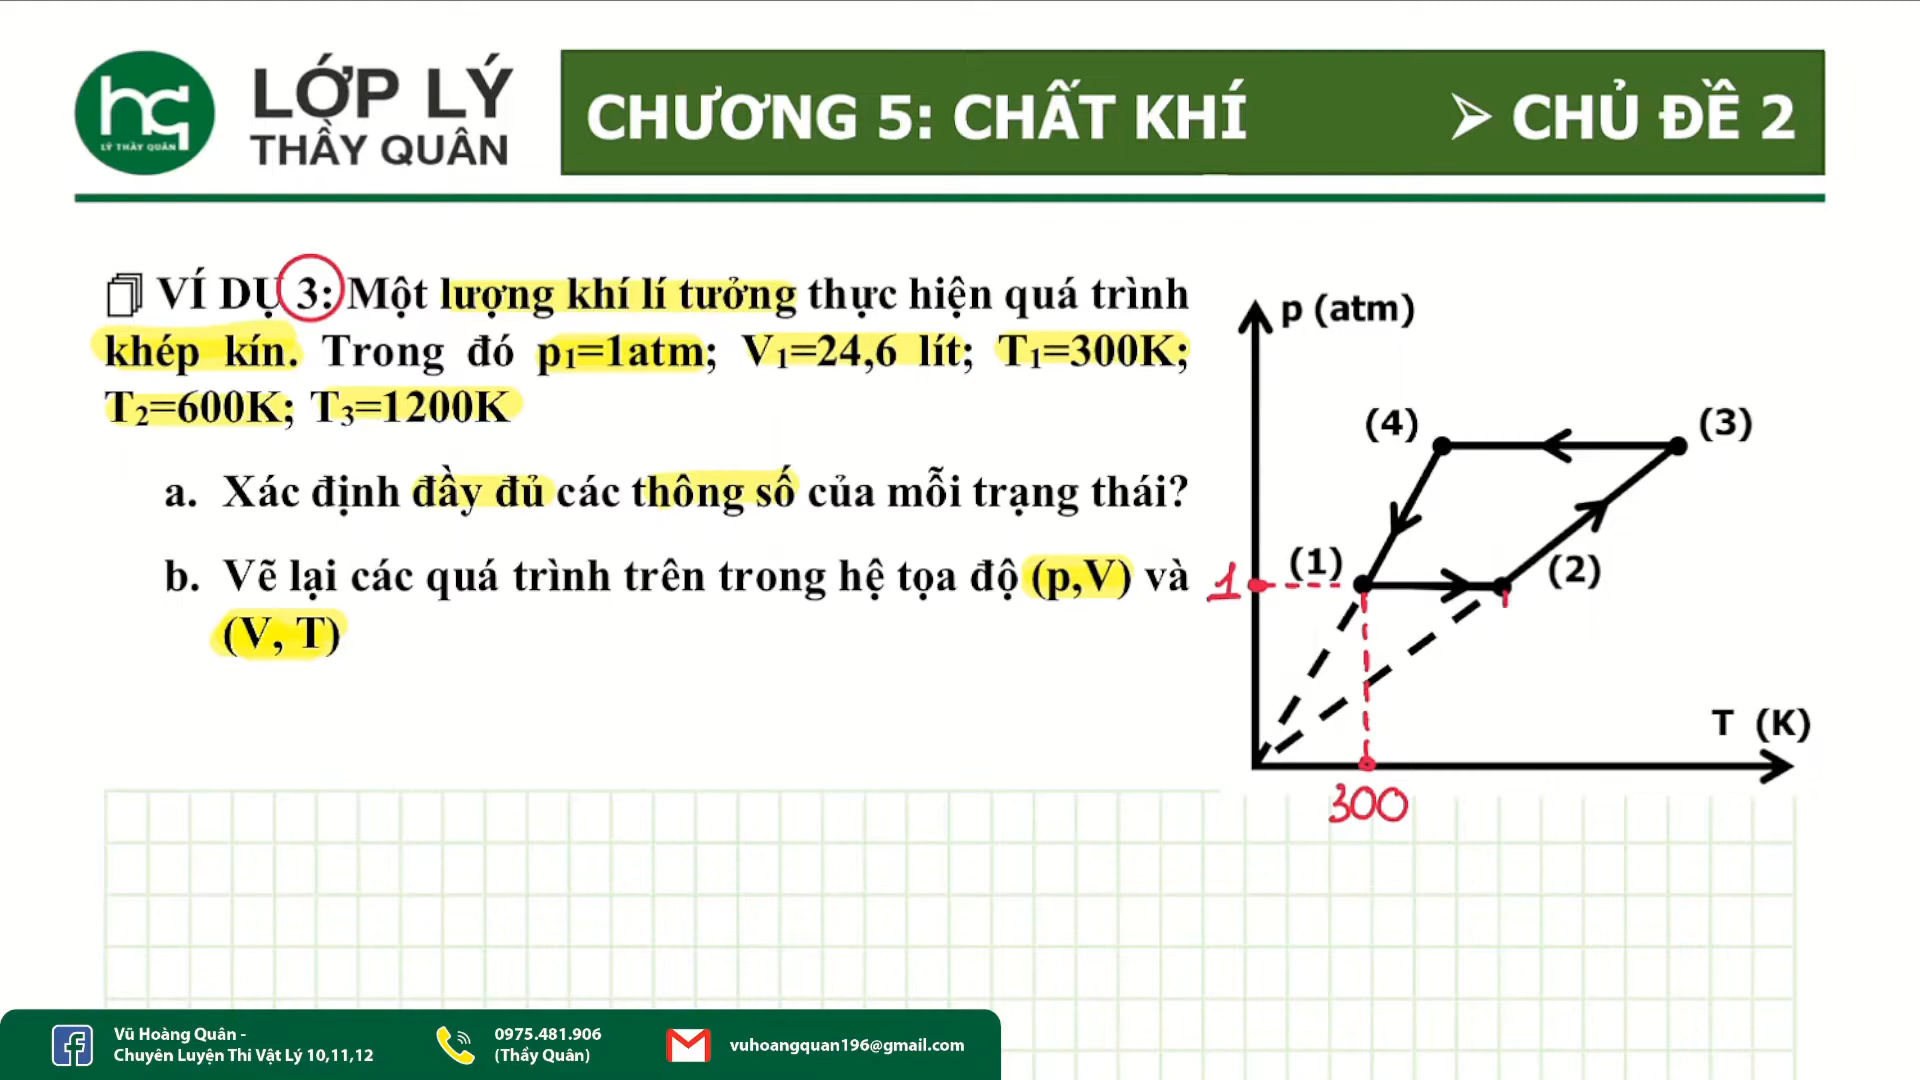 hq
LÝ THẦY QUÂN
LỚP LÝ
THẦY QUÂN
CHƯƠNG 5: CHẤT KHÍ
➢ CHỦ ĐỀ 2
VÍ DỤ 3: Một lượng khí lí tưởng thực hiện quá trình
khép kín. Trong đó p₁=1atm; V₁=24,6 lít; T₁=300K;
T₂=600K; T₃=1200K
a. Xác định đầy đủ các thông số của mỗi trạng thái?
b. Vẽ lại các quá trình trên trong hệ tọa độ (p,V) và
(V, T)
p (atm)
(4)
(3)
(1)
(2)
1
T (K)
300
Vũ Hoàng Quân -
Chuyên Luyện Thi Vật Lý 10,11,12
0975.481.906
(Thầy Quân)
vuhoangquan196@gmail.com